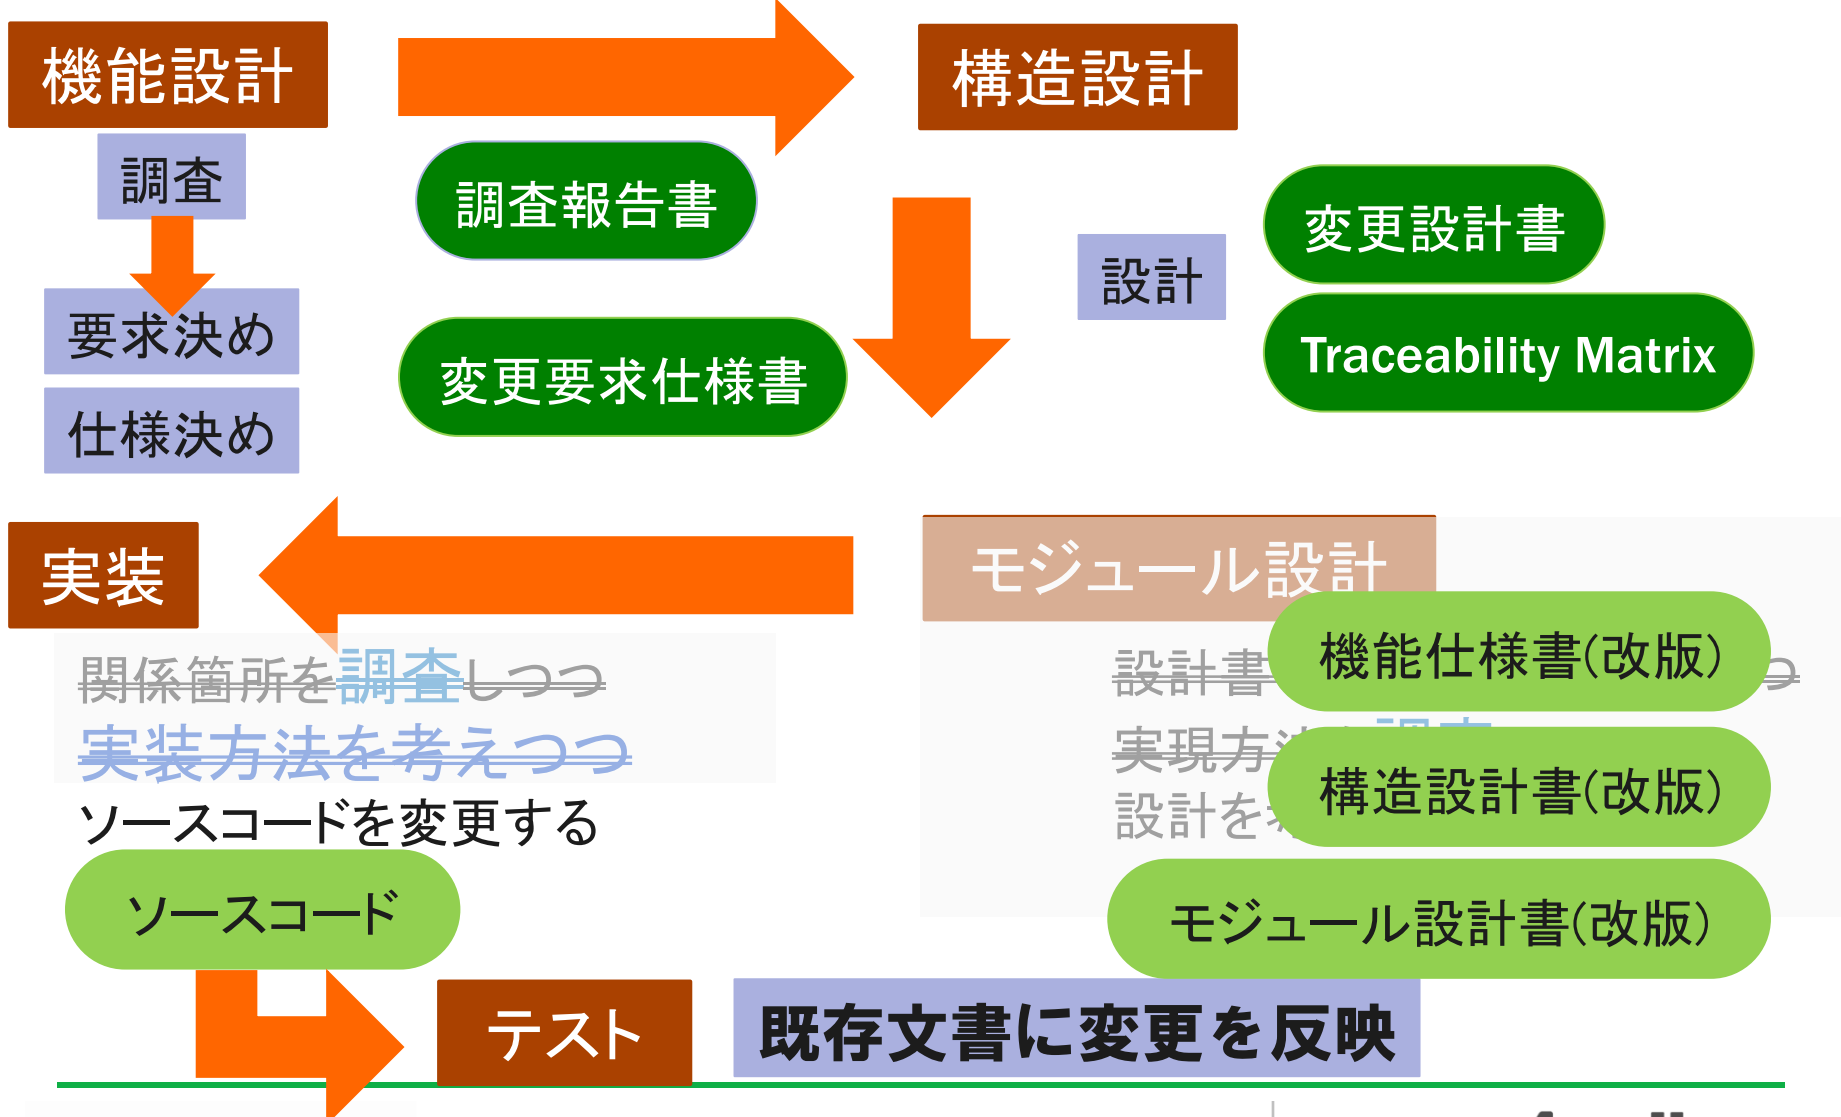 機能設計
構造設計
調査
調査報告書
変更設計書
設計
要求決め
変更要求仕様書
Traceability Matrix
仕様決め
実装
モジュール設計
関係箇所を調査しつつ
設計書
つ
機能仕様書(改版)
実装方法を考えつつ
実現方
構造設計書(改版)
ソースコードを変更する
設計を
ソースコード
モジュール設計書(改版)
テスト
既存文書に変更を反映